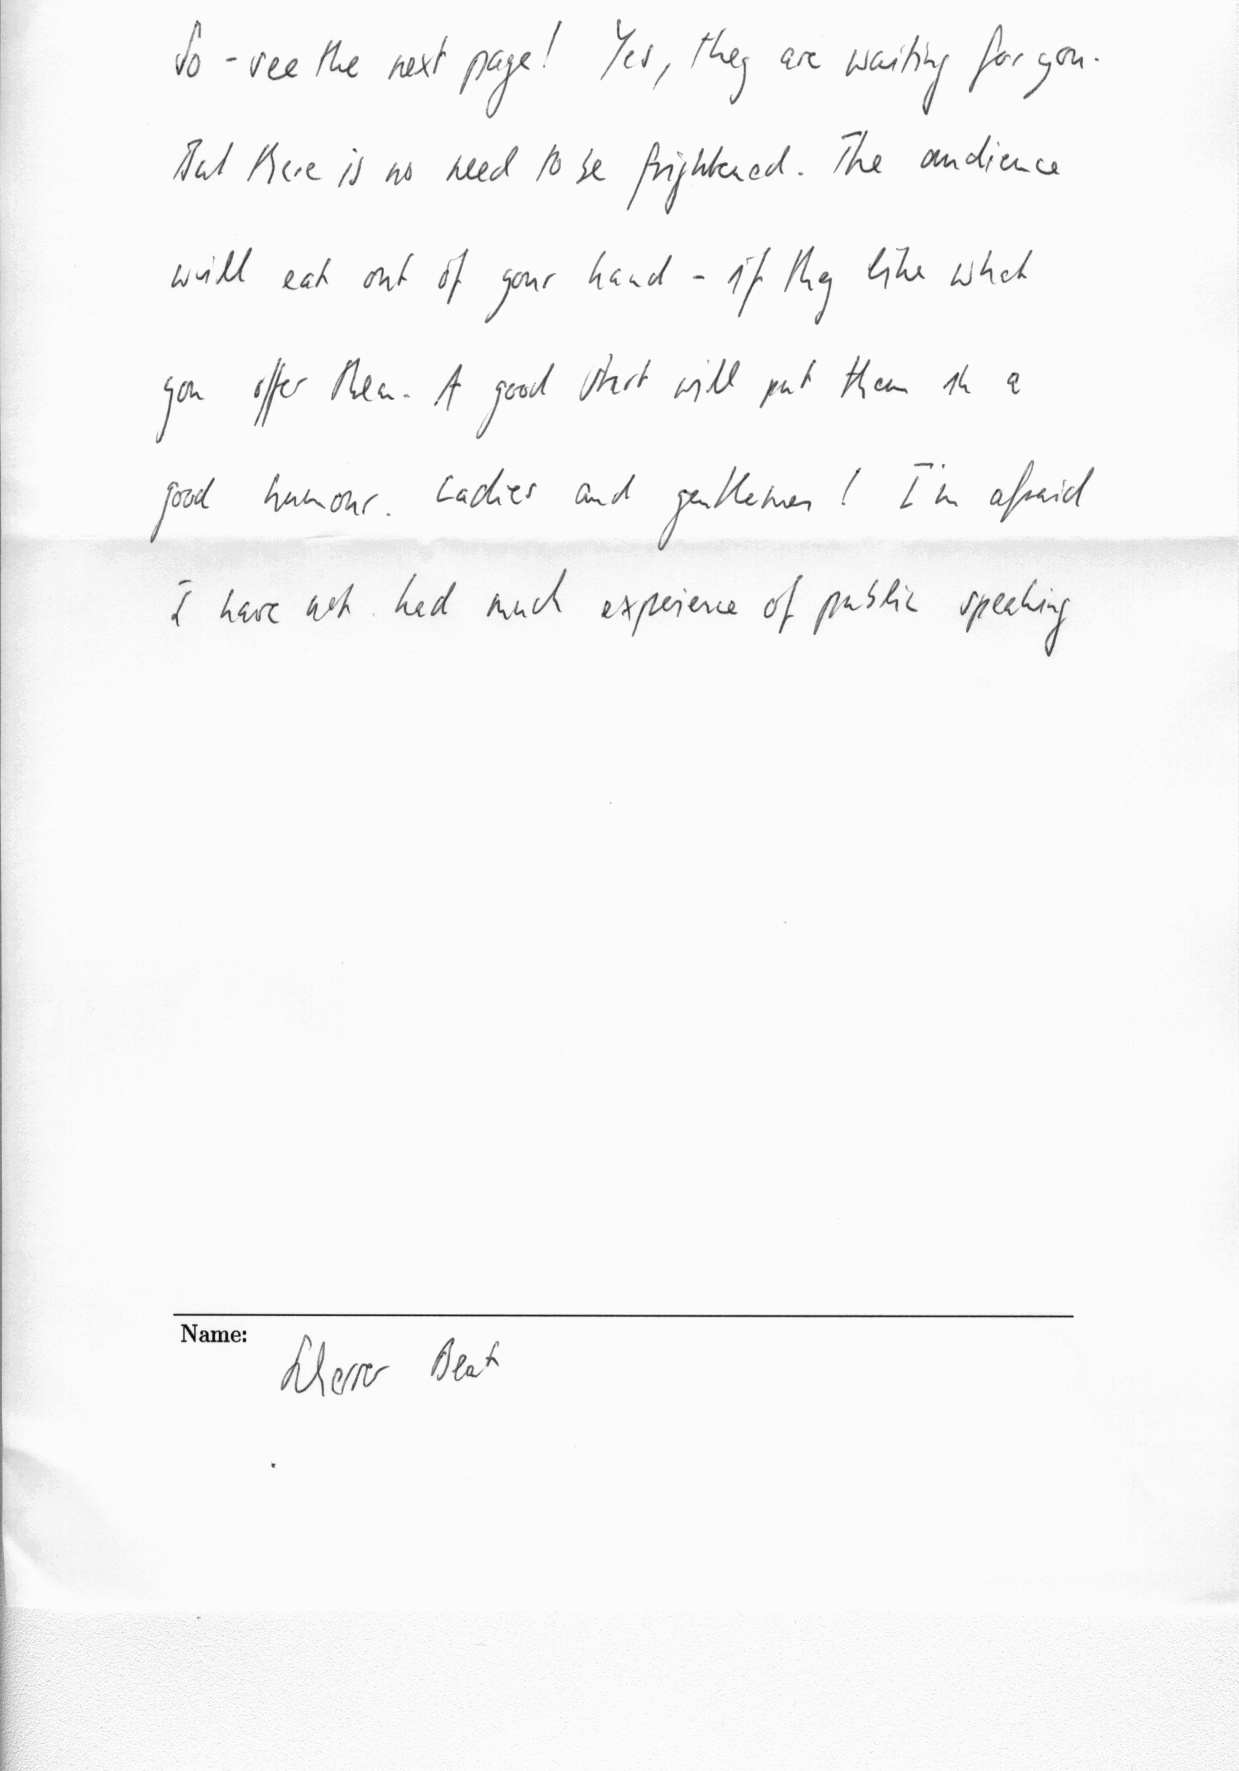 So - see the next page! Yes, they are waiting for you.
But there is no need to be frightened. The audience
will eat out of your hand - if they like what
you offer them. A good start will put them in a
good humour. Ladies and gentlemen! I'm afraid
I have not had much experience of public speaking
Name:
Scherrer Beat